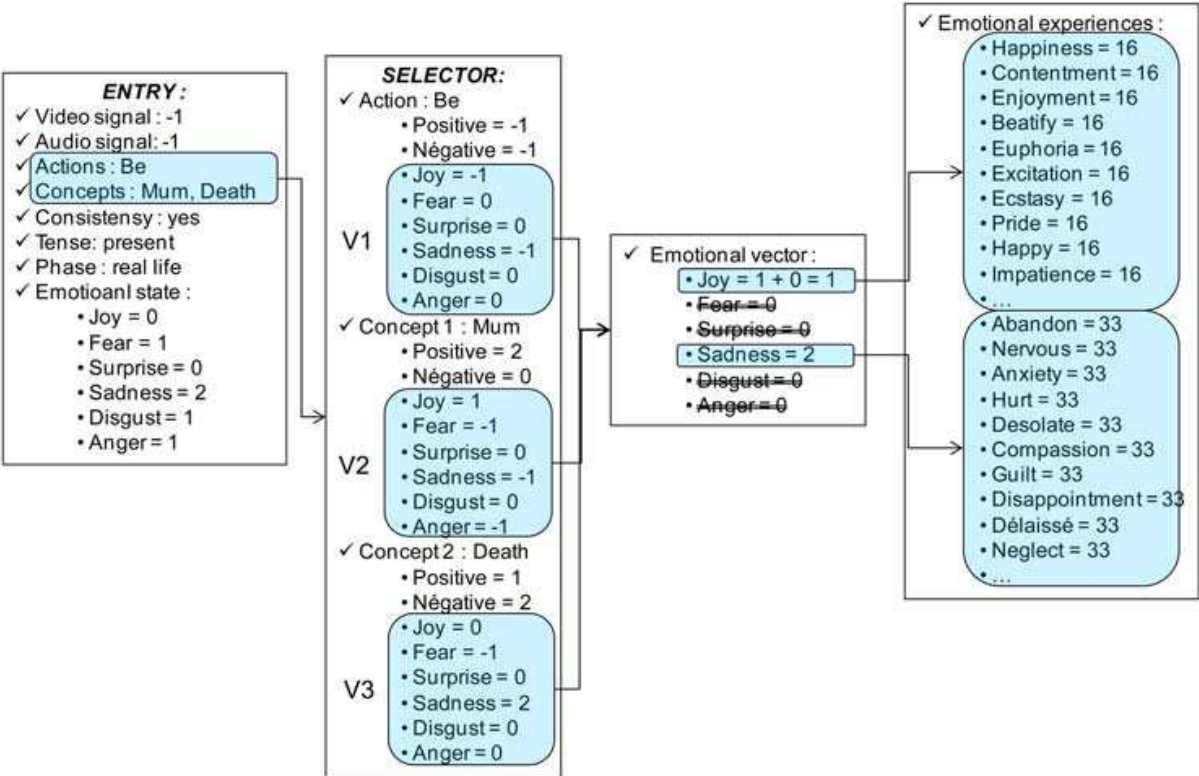 ENTRY:
✓ Video signal : -1
✓ Audio signal: -1
✓ Actions : Be
✓ Concepts : Mum, Death
✓ Consistensy : yes
✓ Tense: present
✓ Phase : real life
✓ Emotioanl state :
• Joy = 0
• Fear = 1
• Surprise = 0
• Sadness = 2
• Disgust = 1
• Anger = 1
SELECTOR:
✓ Action : Be
• Positive = -1
• Négative = -1
V1
• Joy = -1
• Fear = 0
• Surprise = 0
• Sadness = -1
• Disgust = 0
• Anger = 0
✓ Concept 1 : Mum
• Positive = 2
• Négative = 0
V2
• Joy = 1
• Fear = -1
• Surprise = 0
• Sadness = -1
• Disgust = 0
• Anger = -1
✓ Concept 2 : Death
• Positive = 1
• Négative = 2
V3
• Joy = 0
• Fear = -1
• Surprise = 0
• Sadness = 2
• Disgust = 0
• Anger = 0
✓ Emotional vector :
• Joy = 1 + 0 = 1
• Fear = 0
• Surprise = 0
• Sadness = 2
• Disgust = 0
• Anger = 0
✓ Emotional experiences :
• Happiness = 16
• Contentment = 16
• Enjoyment = 16
• Beatify = 16
• Euphoria = 16
• Excitation = 16
• Ecstasy = 16
• Pride = 16
• Happy = 16
• Impatience = 16
• ...
• Abandon = 33
• Nervous = 33
• Anxiety = 33
• Hurt = 33
• Desolate = 33
• Compassion = 33
• Guilt = 33
• Disappointment = 33
• Délaissé = 33
• Neglect = 33
• ...